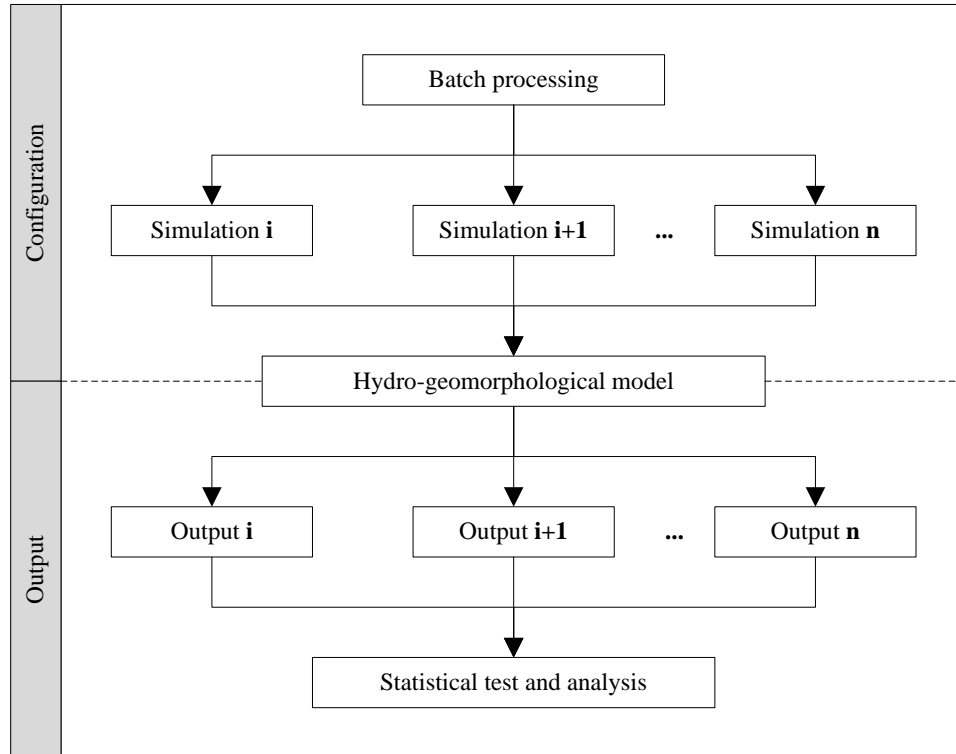 Configuration
Batch processing
Simulation i
Simulation i+1
...
Simulation n
Hydro-geomorphological model
Output
Output i
Output i+1
...
Output n
Statistical test and analysis